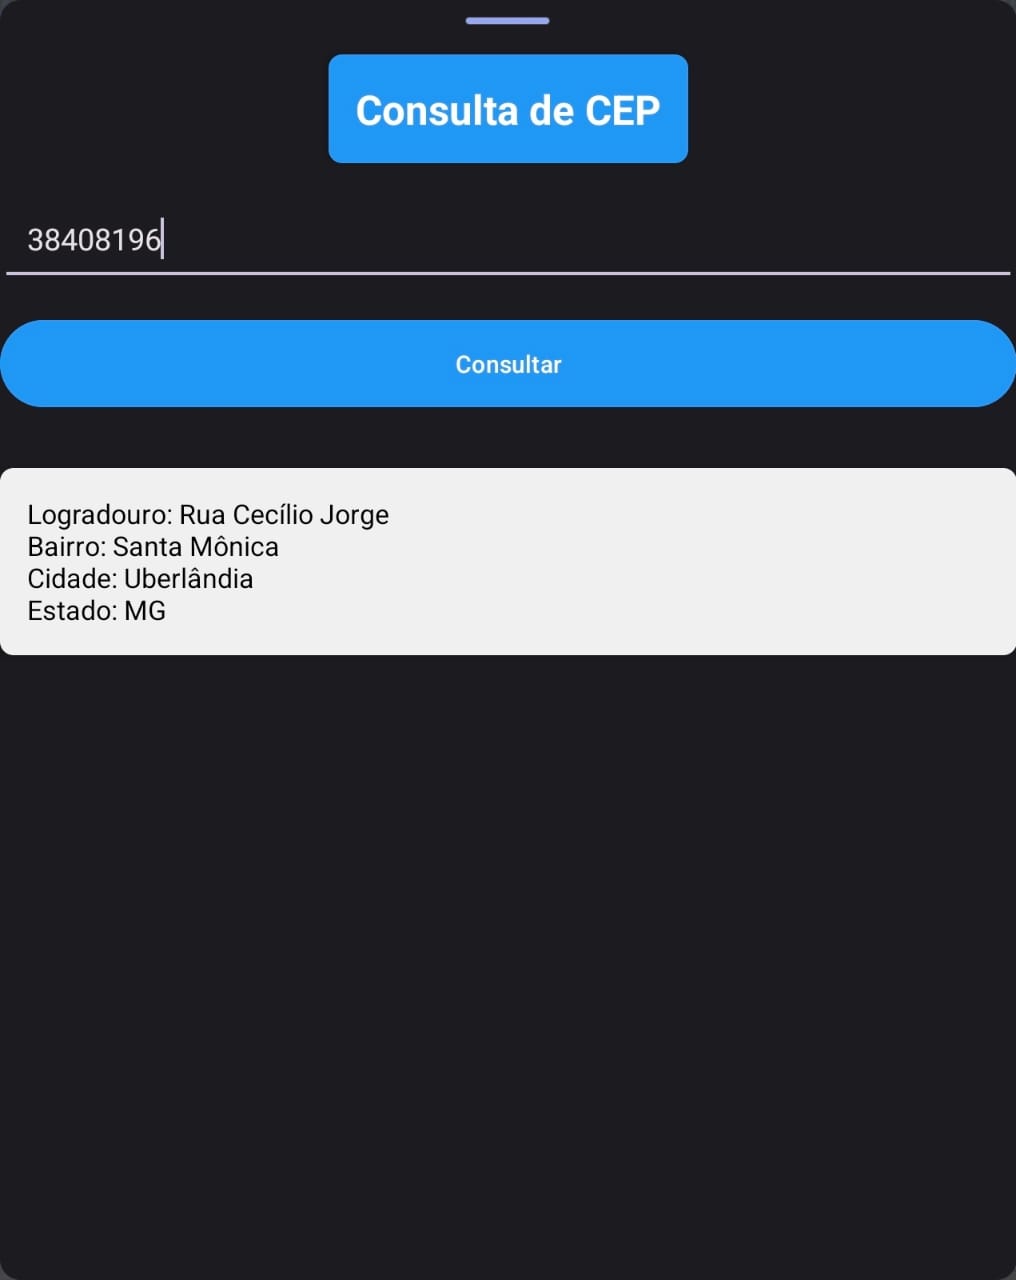 Consulta de CEP
38408196
Consultar
Logradouro: Rua Cecílio Jorge
Bairro: Santa Mônica
Cidade: Uberlândia
Estado: MG